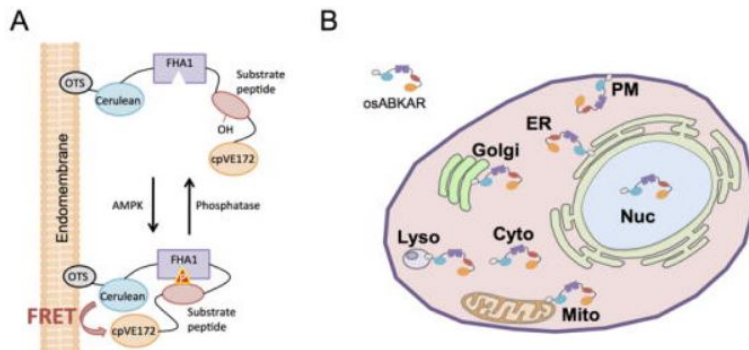 A
OTS
Cerulean
FHA1
Substrate
peptide
OH
cpVE172
Endomembrane
AMPK
Phosphatase
OTS
Cerulean
FHA1
P
FRET
cpVE172
Substrate
peptide
B
osABKAR
PM
ER
Golgi
Nuc
Lyso
Cyto
Mito